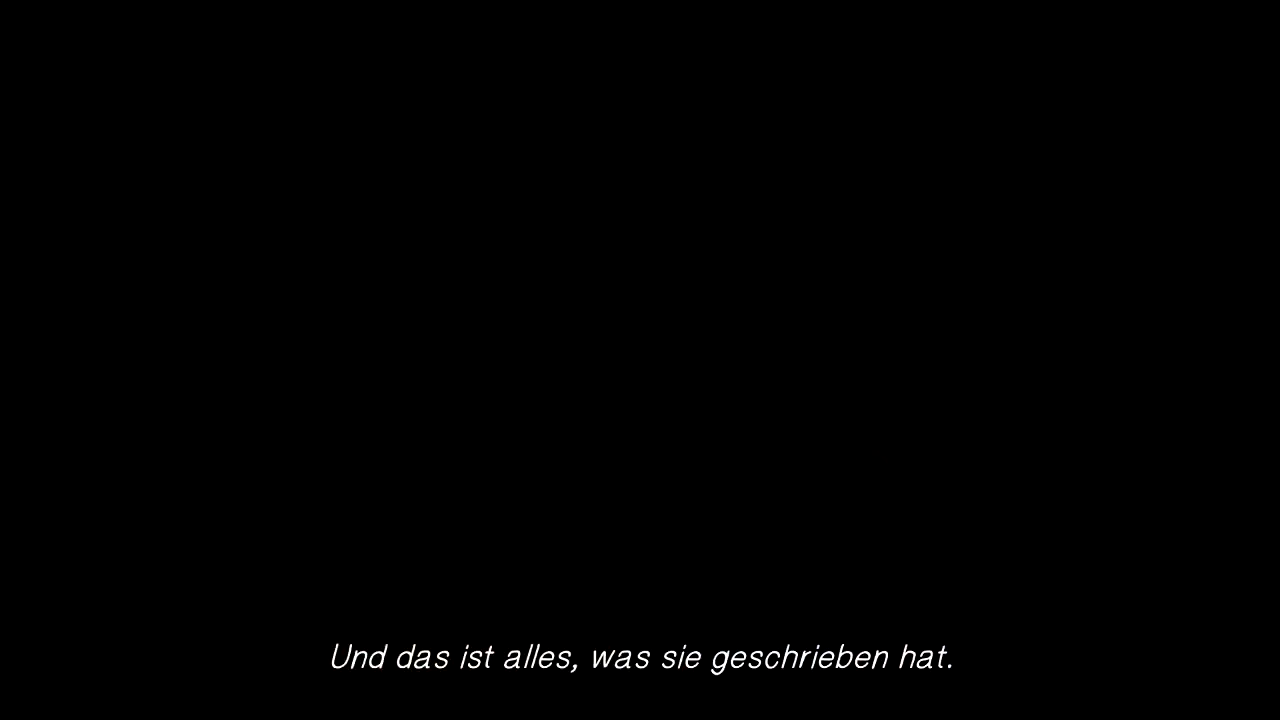 Und das ist alles, was sie geschrieben hat.